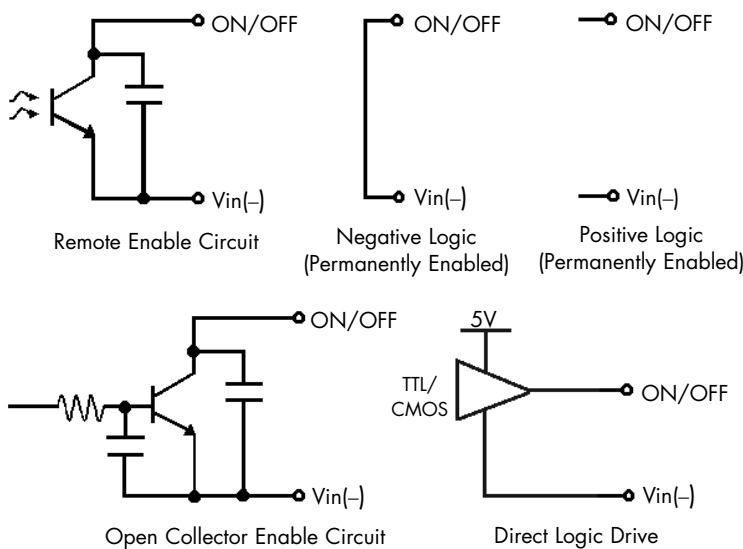 ON/OFF
Vin(–)
Remote Enable Circuit
ON/OFF
Vin(–)
Negative Logic
(Permanently Enabled)
ON/OFF
Vin(–)
Positive Logic
(Permanently Enabled)
ON/OFF
Vin(–)
Open Collector Enable Circuit
5V
TTL/
CMOS
ON/OFF
Vin(–)
Direct Logic Drive